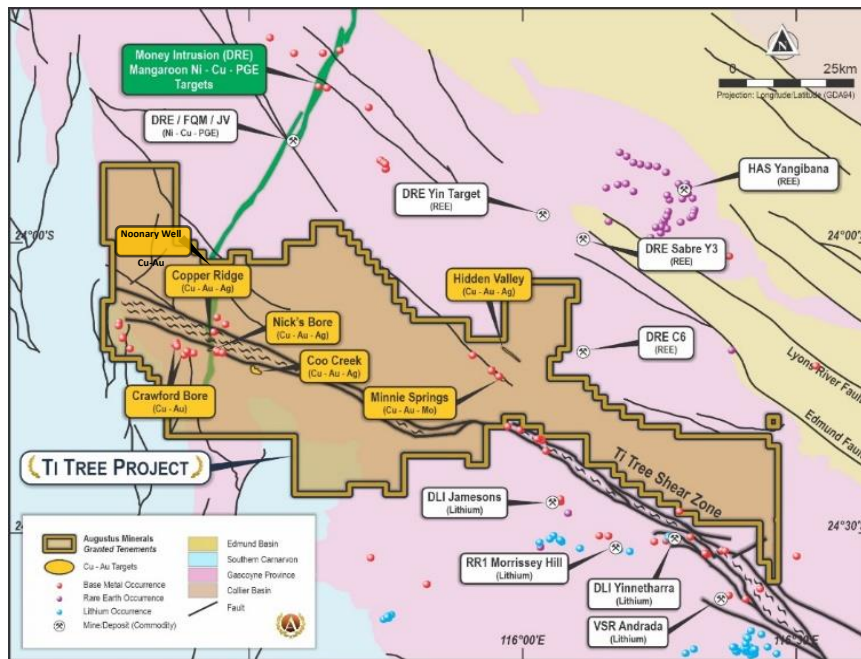 Money Intrusion (DRE)
Mangaroon Ni - Cu - PGE
Targets
N
0 25km
Projection: Longitude/Latitude (GDA94)
DRE / FQM / JV
(Ni - Cu - PGE)
HAS Yangibana
(REE)
DRE Yin Target
(REE)
24°00'S
24°00
Noonary Well
Cu-Au
DRE Sabre Y3
(REE)
Copper Ridge
(Cu - Au - Ag)
Hidden Valley
(Cu - Au - Ag)
Nick's Bore
(Cu - Au - Ag)
DRE C6
(REE)
Coo Creek
(Cu - Au - Ag)
Lyons River Fault
Crawford Bore
(Cu - Au)
Minnie Springs
(Cu - Au - Mo)
Edmund Fault
TI TREE PROJECT
Ti Tree Shear Zone
DLI Jamesons
(Lithium)
24°
24°30
RR1 Morrissey Hill
(Lithium)
DLI Yinnetharra
(Lithium)
VSR Andrada
(Lithium)
Augustus Minerals
Granted Tenements
Cu - Au Targets
Base Metal Occurrence
Rare Earth Occurrence
Lithium Occurrence
Mine/Deposit (Commodity)
Edmund Basin
Southern Carnarvon
Gascoyne Province
Collier Basin
Fault
A
116°00'E